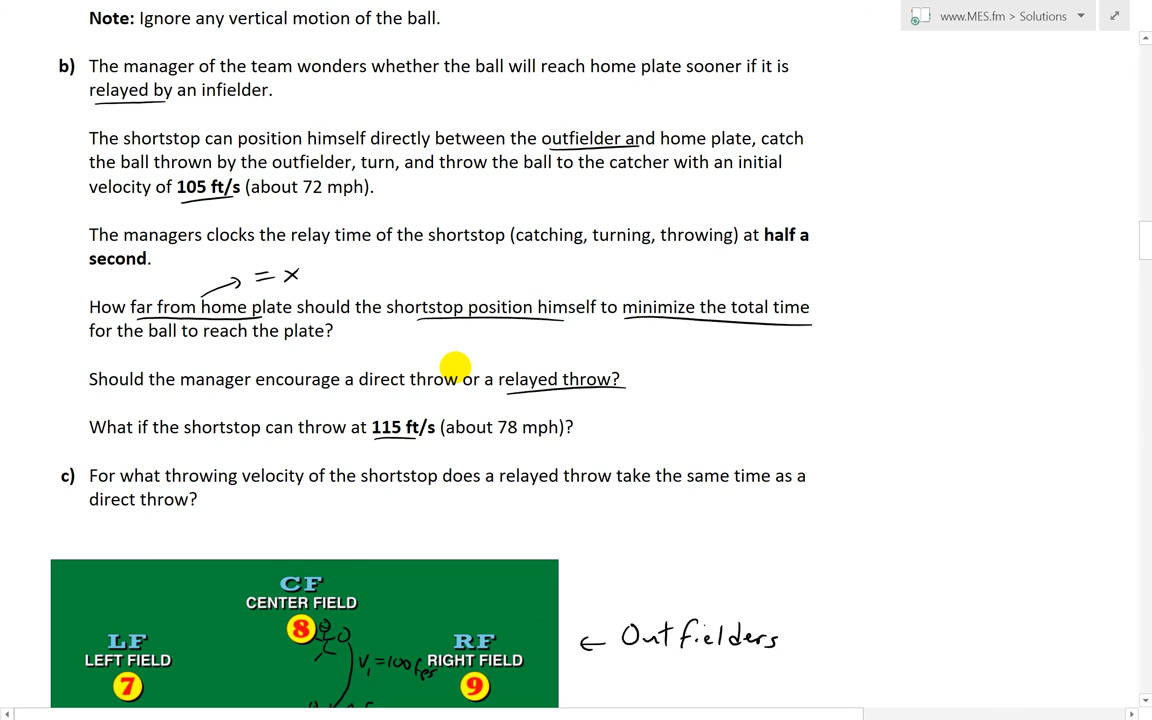 Note: Ignore any vertical motion of the ball.
www.MES.fm > Solutions
b) The manager of the team wonders whether the ball will reach home plate sooner if it is
relayed by an infielder.
The shortstop can position himself directly between the outfielder and home plate, catch
the ball thrown by the outfielder, turn, and throw the ball to the catcher with an initial
velocity of 105 ft/s (about 72 mph).
The managers clocks the relay time of the shortstop (catching, turning, throwing) at half a
second.
= x
How far from home plate should the shortstop position himself to minimize the total time
for the ball to reach the plate?
Should the manager encourage a direct throw or a relayed throw?
What if the shortstop can throw at 115 ft/s (about 78 mph)?
c) For what throwing velocity of the shortstop does a relayed throw take the same time as a
direct throw?
CF
CENTER FIELD
8
← Outfielders
LF
LEFT FIELD
7
V₁ = 100 fps
RF
RIGHT FIELD
9